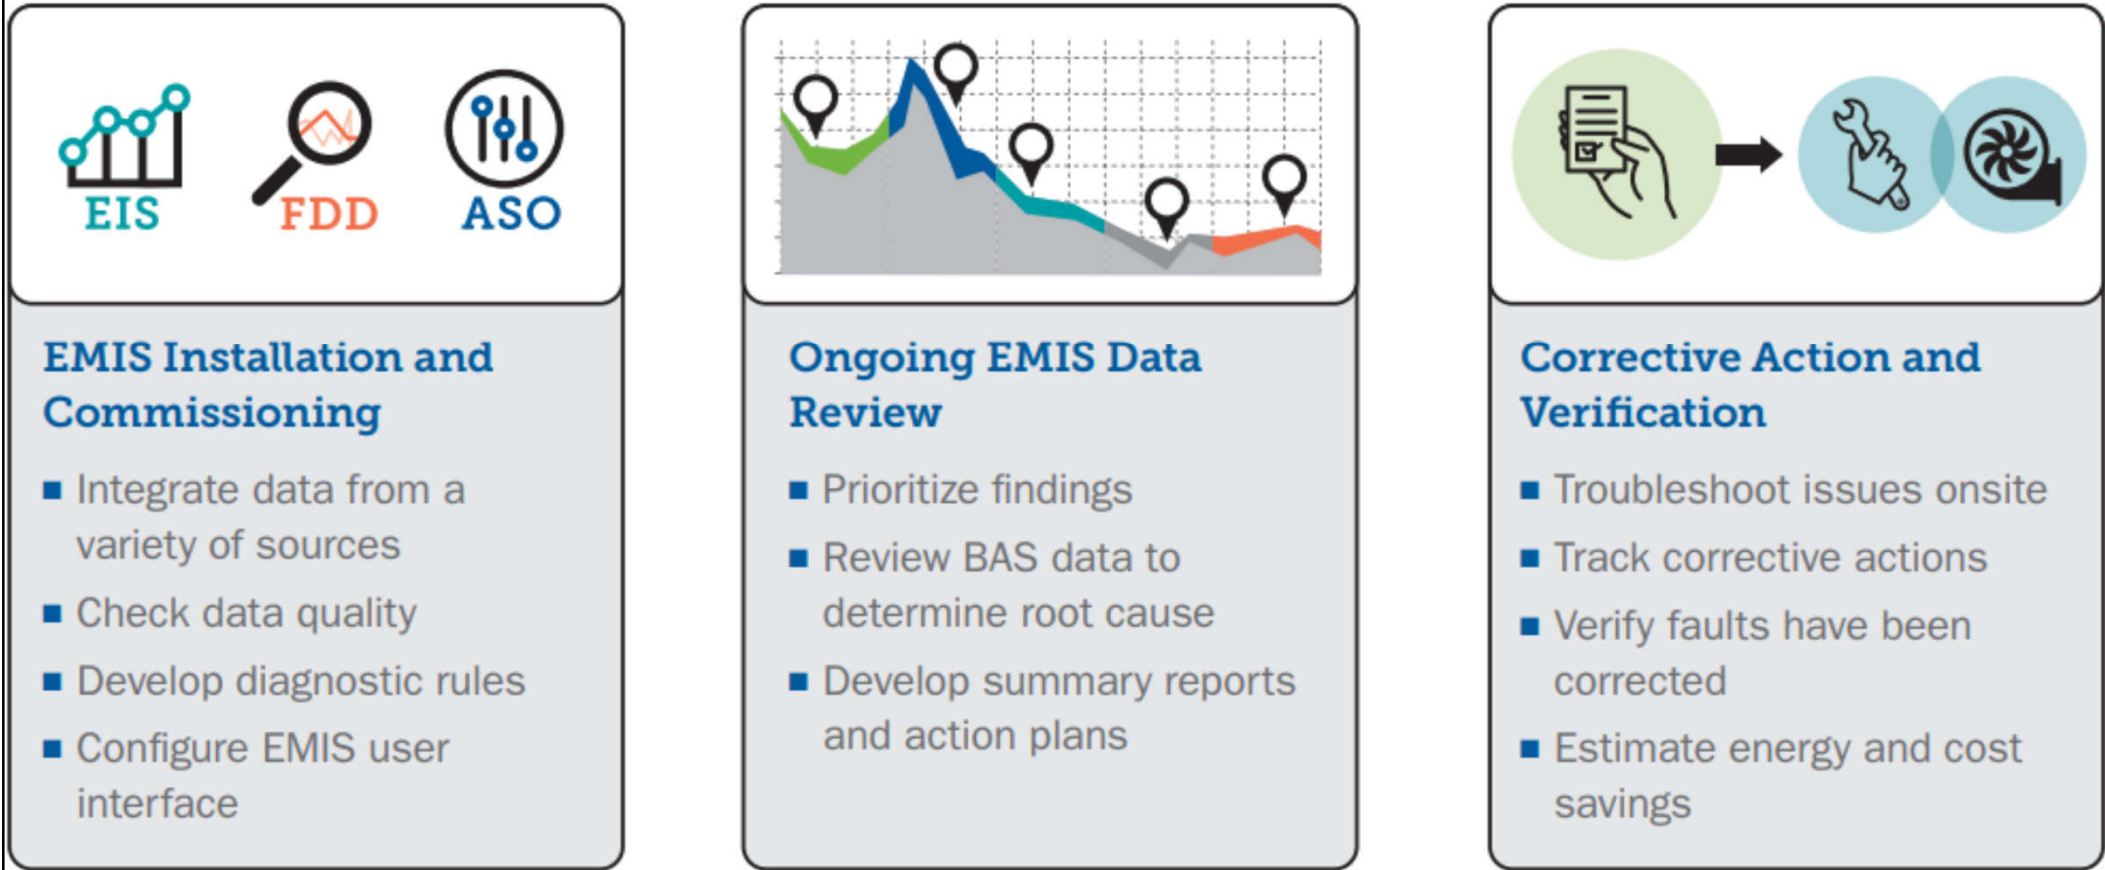 EIS
FDD
ASO
EMIS Installation and
Commissioning
Integrate data from a
variety of sources
Check data quality
Develop diagnostic rules
Configure EMIS user
interface
Ongoing EMIS Data
Review
Prioritize findings
Review BAS data to
determine root cause
Develop summary reports
and action plans
Corrective Action and
Verification
Troubleshoot issues onsite
Track corrective actions
Verify faults have been
corrected
Estimate energy and cost
savings